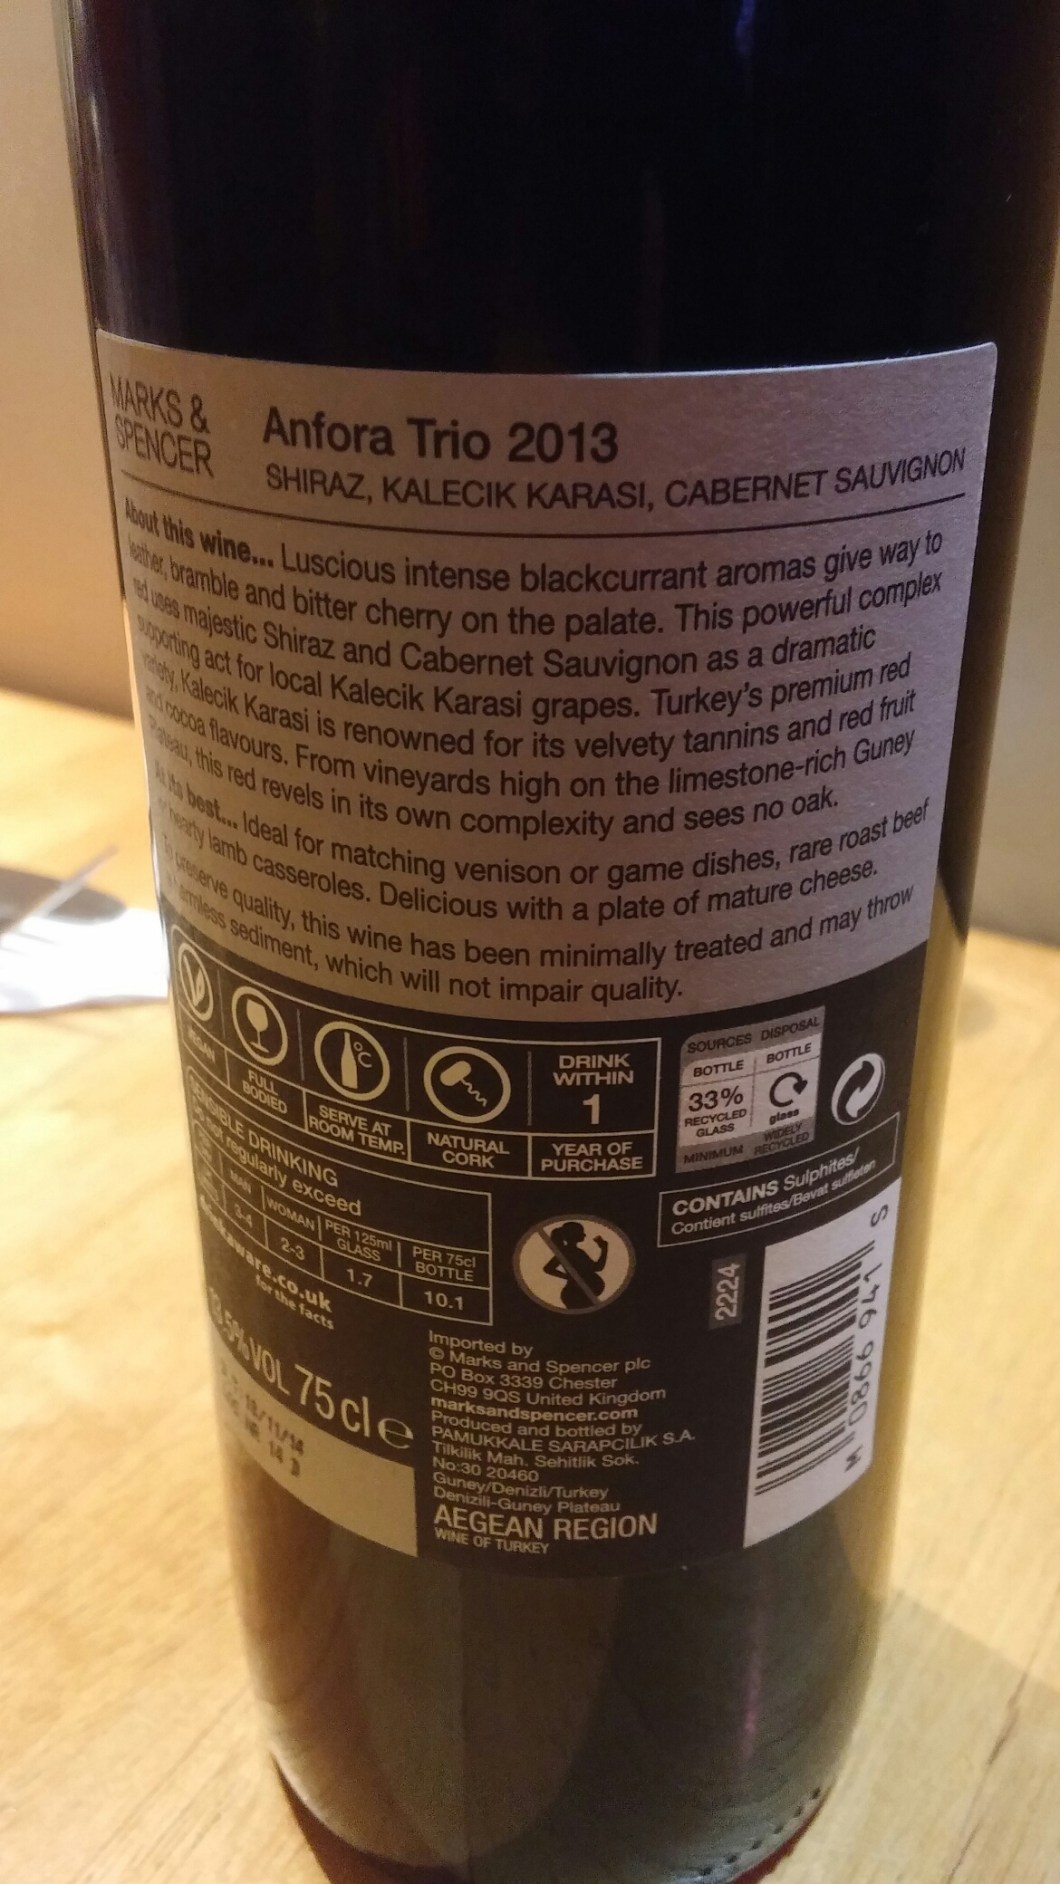 MARKS &
SPENCER
Anfora Trio 2013
SHIRAZ, KALECIK KARASI, CABERNET SAUVIGNON
About this wine... Luscious intense blackcurrant aromas give way to
leather, bramble and bitter cherry on the palate. This powerful complex
red uses majestic Shiraz and Cabernet Sauvignon as a dramatic
supporting act for local Kalecik Karasi grapes. Turkey's premium red
variety, Kalecik Karasi is renowned for its velvety tannins and red fruit
and cocoa flavours. From vineyards high on the limestone-rich Guney
Plateau, this red revels in its own complexity and sees no oak.
At its best... Ideal for matching venison or game dishes, rare roast beef
or hearty lamb casseroles. Delicious with a plate of mature cheese.
To preserve quality, this wine has been minimally treated and may throw
harmless sediment, which will not impair quality.
VEGAN
FULL
BODIED
°C
SERVE AT
ROOM TEMP.
NATURAL
CORK
DRINK
WITHIN
1
YEAR OF
PURCHASE
SOURCES DISPOSAL
BOTTLE BOTTLE
33%
RECYCLED
GLASS
MINIMUM
glass
WIDELY
RECYCLED
CONTAINS Sulphites/
Contient sulfites/Bevat sulfieten
SENSIBLE DRINKING
Do not regularly exceed
MAN WOMAN PER 125ml GLASS PER 75cl BOTTLE
3-4 2-3 1.7 10.1
drinkaware.co.uk
for the facts
13.5%VOL 75cl e
18/11/14
Imported by
© Marks and Spencer plc
PO Box 3339 Chester
CH99 9QS United Kingdom
marksandspencer.com
Produced and bottled by
PAMUKKALE SARAPCILIK S.A.
Tilkilik Mah. Sehitlik Sok.
No:30 20460
Guney/Denizli/Turkey
Denizili-Guney Plateau
AEGEAN REGION
WINE OF TURKEY
2224
M 0866 941 S